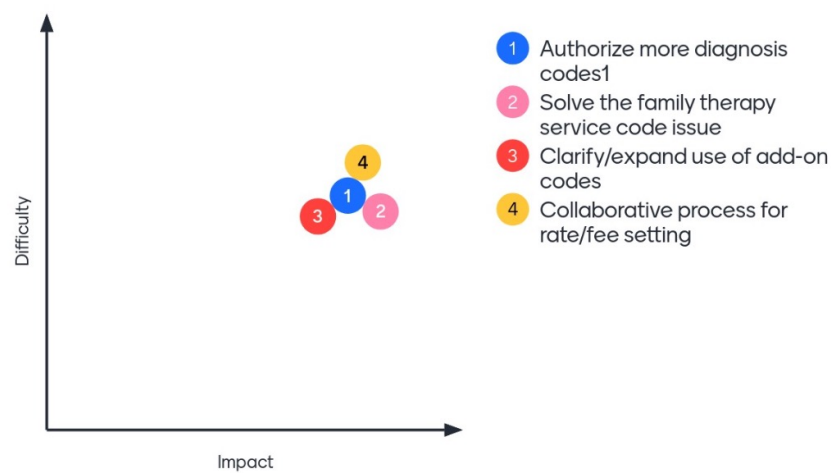 1 Authorize more diagnosis
codes1
2 Solve the family therapy
service code issue
3 Clarify/expand use of add-on
codes
4 Collaborative process for
rate/fee setting
4
1
2
3
Difficulty
Impact